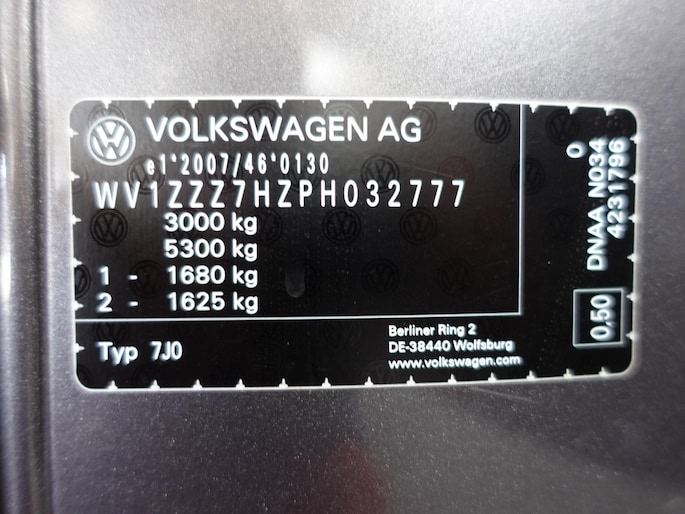 VOLKSWAGEN AG
e1*2007/46*0130
WV1ZZZ7HZPH032777
3000 kg
5300 kg
1 - 1680 kg
2 - 1625 kg
Typ 7J0
Berliner Ring 2
DE-38440 Wolfsburg
www.volkswagen.com
0
DNAA N034
4231796
0,50